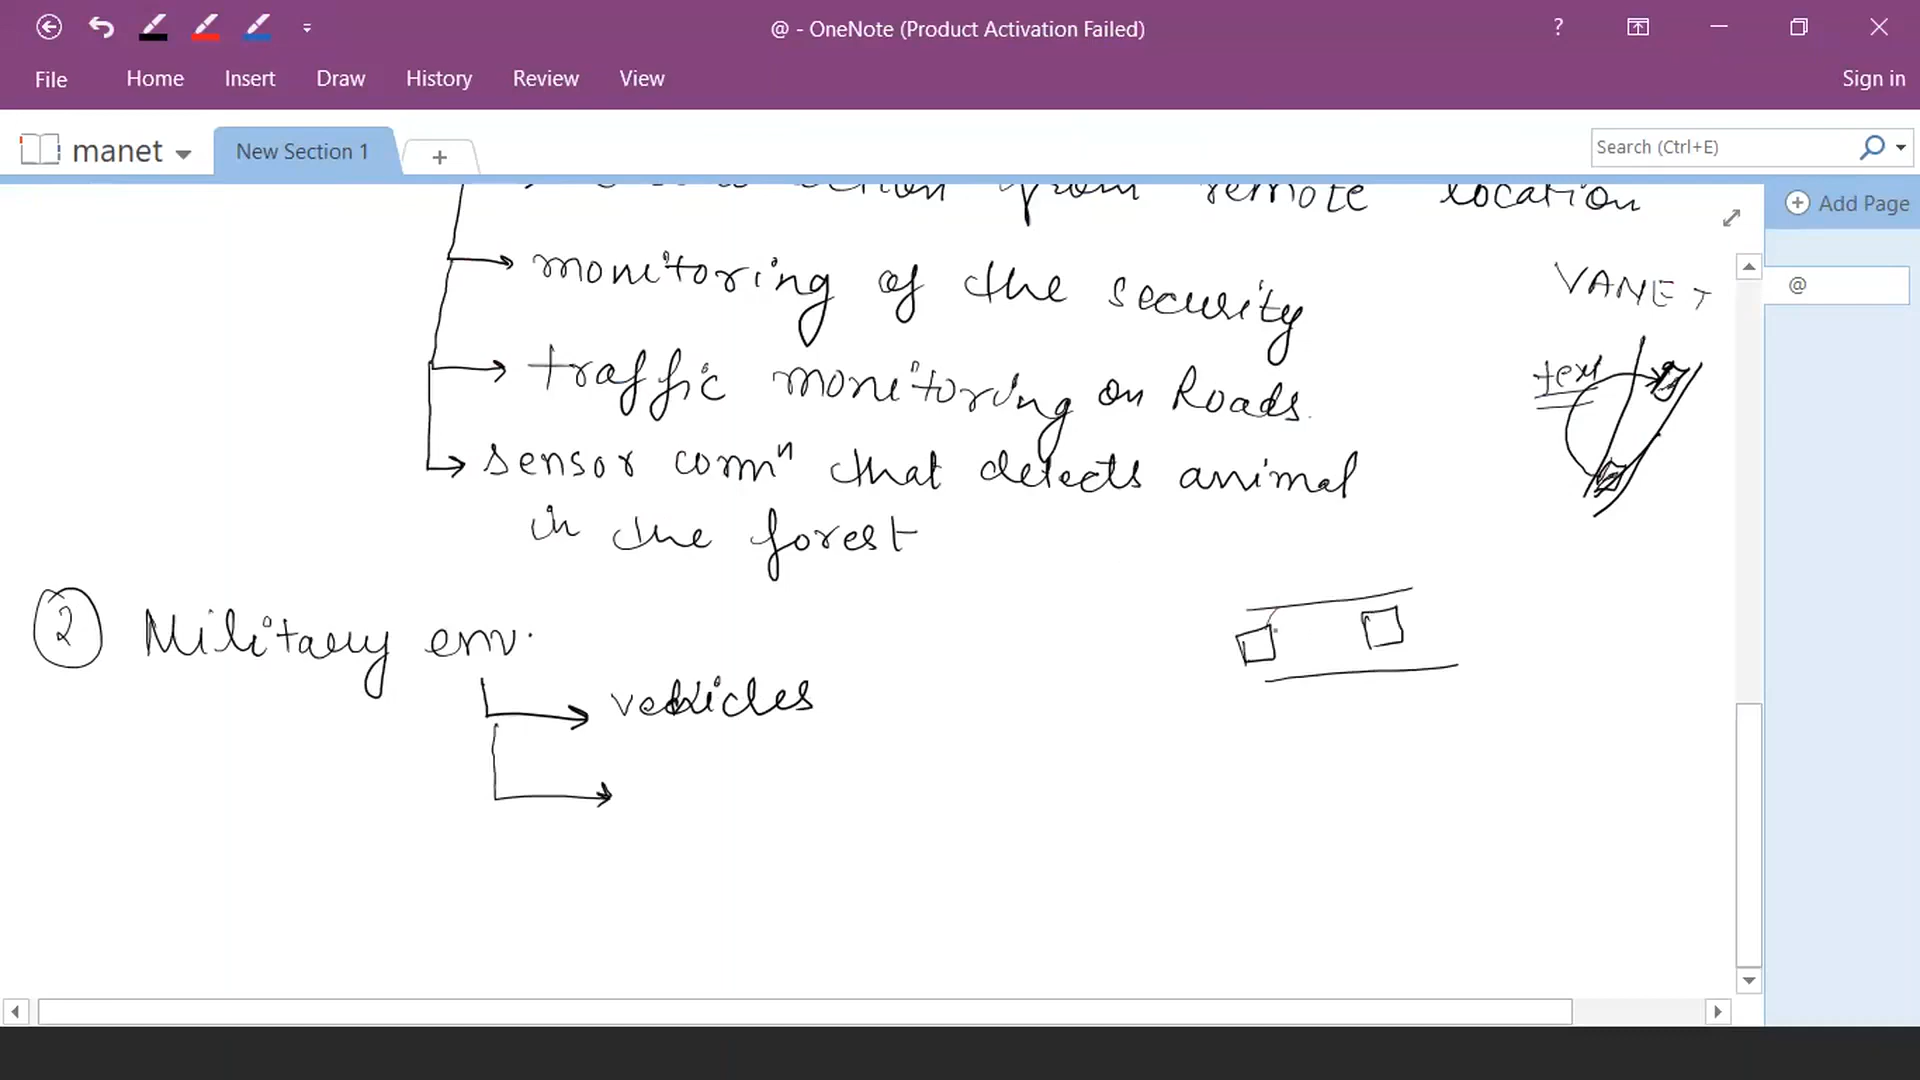 @ - OneNote (Product Activation Failed)
?
File Home Insert Draw History Review View Sign in
manet New Section 1 + Search (Ctrl+E)
Add Page
@
from remote location
monitoring of the security
VANET
traffic monitoring on Roads.
text
sensor comⁿ that detects animal
in the forest
2 Military env.
vehicles